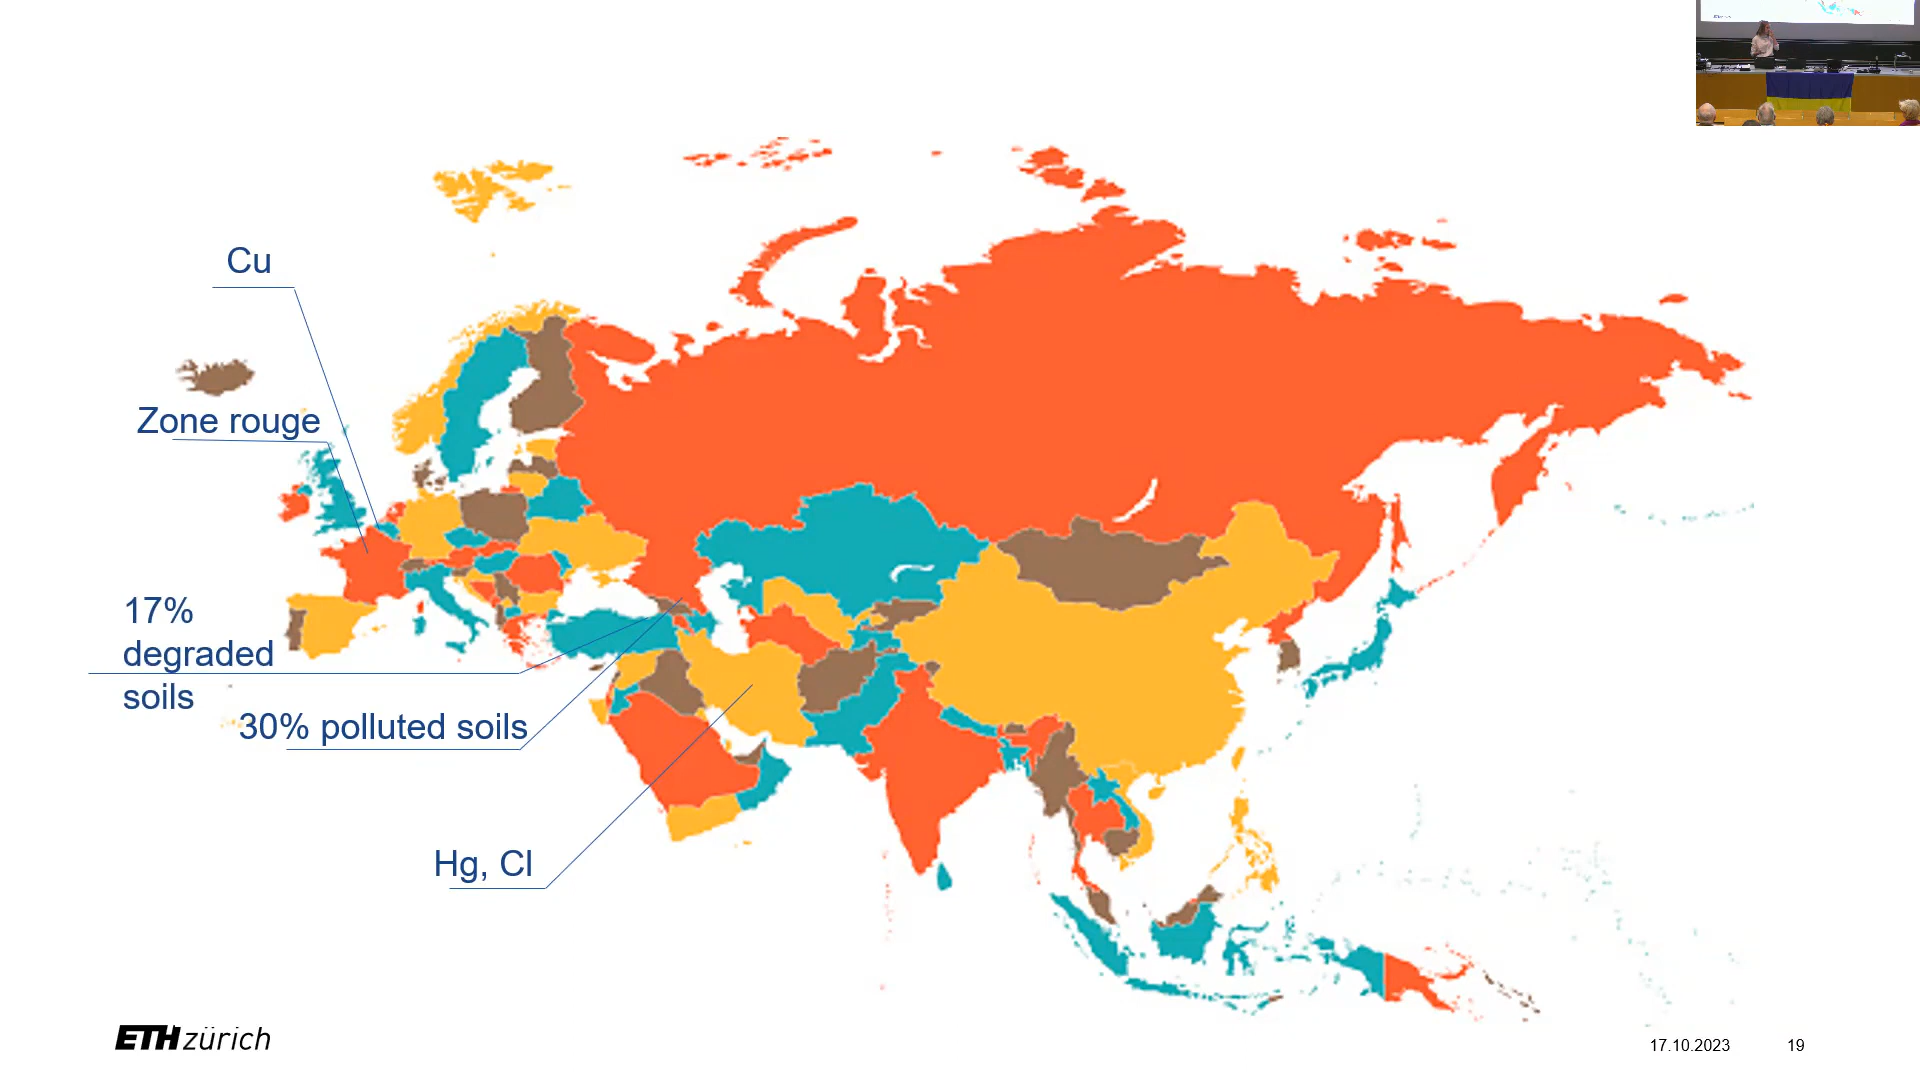 Cu
Zone rouge
17%
degraded
soils
30% polluted soils
Hg, Cl
ETH zürich
17.10.2023
19